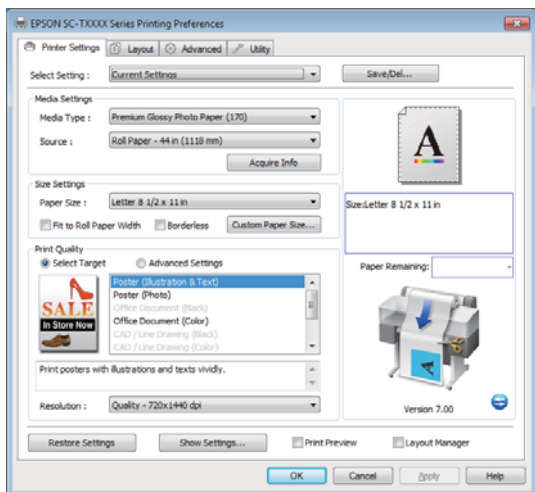 EPSON SC-TXXXX Series Printing Preferences
Printer Settings
Layout
Advanced
Utility
Select Setting :
Current Settings
Save/Del...
Media Settings
Media Type :
Premium Glossy Photo Paper (170)
Source :
Roll Paper - 44 in (1118 mm)
Acquire Info
Size Settings
Paper Size :
Letter 8 1/2 x 11 in
Fit to Roll Paper Width
Borderless
Custom Paper Size...
Print Quality
Select Target
Advanced Settings
SALE
In Store Now
Poster (Illustration & Text)
Poster (Photo)
Office Document (Black)
Office Document (Color)
CAD / Line Drawing (Black)
CAD / Line Drawing (Color)
Print posters with illustrations and texts vividly.
Resolution :
Quality - 720x1440 dpi
A
Size:Letter 8 1/2 x 11 in
Paper Remaining:
-
A
Version 7.00
Restore Settings
Show Settings...
Print Preview
Layout Manager
OK
Cancel
Apply
Help